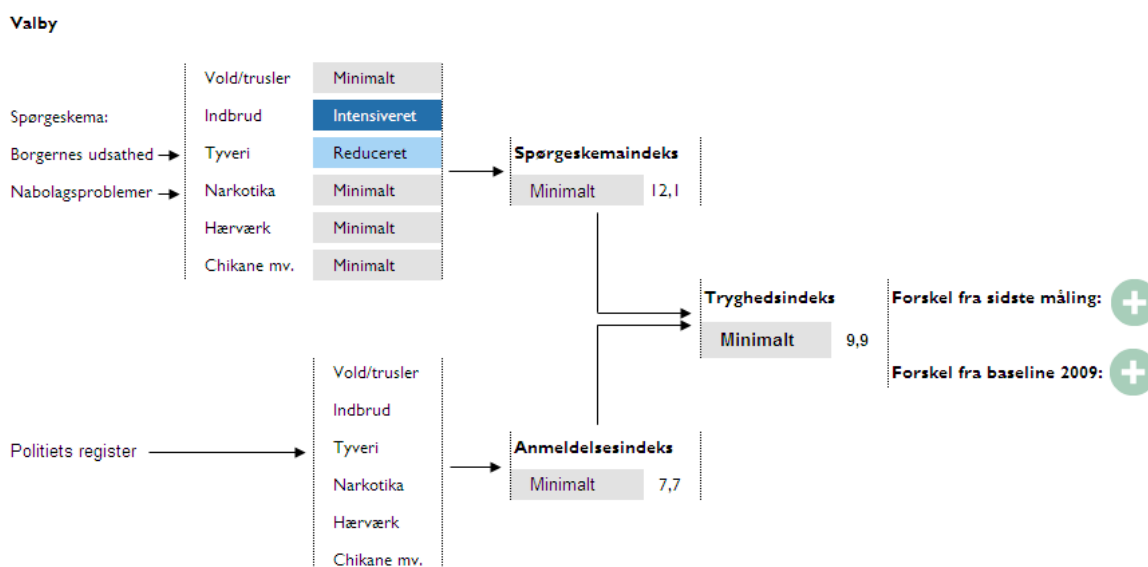 Valby
Vold/trusler Minimalt
Spørgeskema: Indbrud Intensiveret
Borgernes udsathed Tyveri Reduceret
Nabolagsproblemer Narkotika Minimalt
Hærværk Minimalt
Chikane mv. Minimalt
Spørgeskemaindeks
Minimalt 12,1
Tryghedsindeks
Minimalt 9,9
Forskel fra sidste måling:
Forskel fra baseline 2009:
Politiets register
Vold/trusler
Indbrud
Tyveri
Narkotika
Hærværk
Chikane mv.
Anmeldelsesindeks
Minimalt 7,7